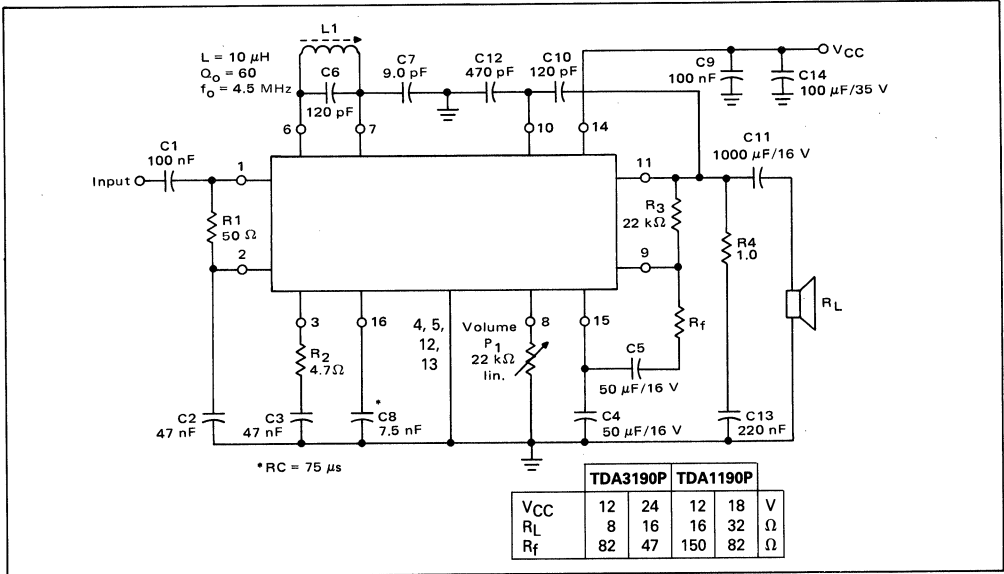 L1
L = 10 μH
Qo = 60
fo = 4.5 MHz
C6
120 pF
C7
9.0 pF
C12
470 pF
C10
120 pF
C9
100 nF
VCC
C14
100 μF/35 V
6
7
10
14
C1
100 nF
Input
1
11
C11
1000 μF/16 V
R1
50 Ω
R3
22 kΩ
R4
1.0
2
9
RL
3
16
4, 5,
12,
13
Volume
P1
22 kΩ
lin.
8
15
Rf
R2
4.7Ω
C5
50 μF/16 V
C2
47 nF
C3
47 nF
*
C8
7.5 nF
C4
50 μF/16 V
C13
220 nF
*RC = 75 μs
TDA3190P TDA1190P
VCC 12 24 12 18 V
RL 8 16 16 32 Ω
Rf 82 47 150 82 Ω